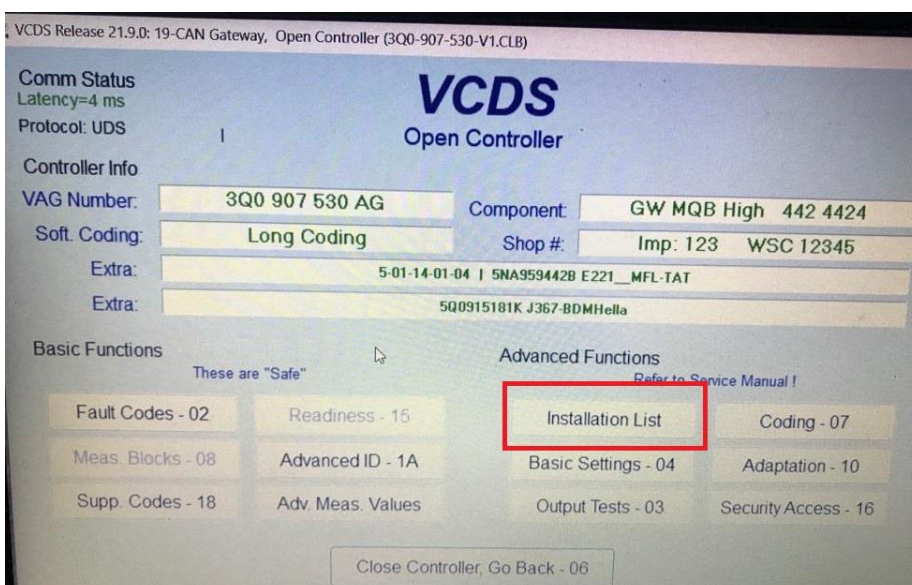 VCDS Release 21.9.0: 19-CAN Gateway, Open Controller (3Q0-907-530-V1.CLB)
Comm Status
Latency=4 ms
Protocol: UDS
VCDS
Open Controller
Controller Info
VAG Number: 3Q0 907 530 AG Component: GW MQB High 442 4424
Soft. Coding: Long Coding Shop #: Imp: 123 WSC 12345
Extra: 5-01-14-01-04 | 5NA959442B E221__MFL-TAT
Extra: 5Q0915181K J367-BDMHella
Basic Functions
These are "Safe"
Advanced Functions
Refer to Service Manual !
Fault Codes - 02 Readiness - 15 Installation List Coding - 07
Meas. Blocks - 08 Advanced ID - 1A Basic Settings - 04 Adaptation - 10
Supp. Codes - 18 Adv. Meas. Values Output Tests - 03 Security Access - 16
Close Controller, Go Back - 06